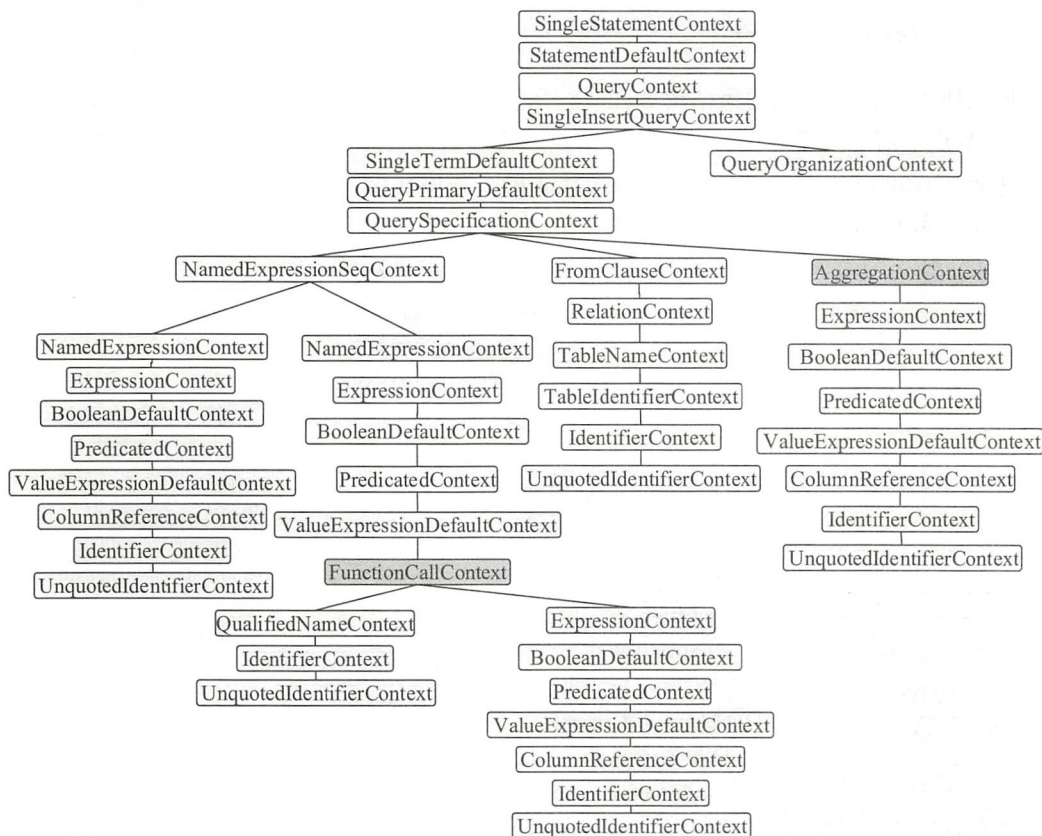 SingleStatementContext
StatementDefaultContext
QueryContext
SingleInsertQueryContext
SingleTermDefaultContext QueryOrganizationContext
QueryPrimaryDefaultContext
QuerySpecificationContext
NamedExpressionSeqContext FromClauseContext AggregationContext
RelationContext ExpressionContext
NamedExpressionContext NamedExpressionContext TableNameContext BooleanDefaultContext
ExpressionContext ExpressionContext TableIdentifierContext PredicatedContext
BooleanDefaultContext BooleanDefaultContext IdentifierContext ValueExpressionDefaultContext
PredicatedContext PredicatedContext UnquotedIdentifierContext ColumnReferenceContext
ValueExpressionDefaultContext ValueExpressionDefaultContext IdentifierContext
ColumnReferenceContext UnquotedIdentifierContext
IdentifierContext FunctionCallContext
UnquotedIdentifierContext
QualifiedNameContext ExpressionContext
IdentifierContext BooleanDefaultContext
UnquotedIdentifierContext PredicatedContext
ValueExpressionDefaultContext
ColumnReferenceContext
IdentifierContext
UnquotedIdentifierContext